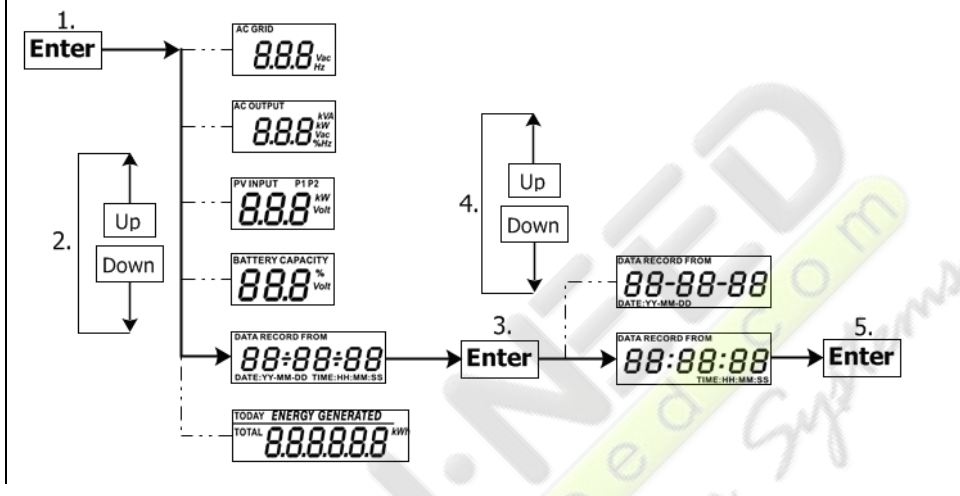 1.
Enter
AC GRID
8.8.8 Vac
Hz
AC OUTPUT
8.8.8 kVA
kW
Vac
%Hz
2.
Up
Down
PV INPUT P1P2
8.8.8 kW
Volt
BATTERY CAPACITY
8.8.8 %
Volt
DATA RECORD FROM
88÷88÷88
DATE:YY-MM-DD TIME:HH:MM:SS
TODAY ENERGY GENERATED
TOTAL 8.8.8.8.8.8 kWh
3.
Enter
4.
Up
Down
DATA RECORD FROM
88-88-88
DATE:YY-MM-DD
DATA RECORD FROM
88:88:88
TIME:HH:MM:SS
5.
Enter
Systems